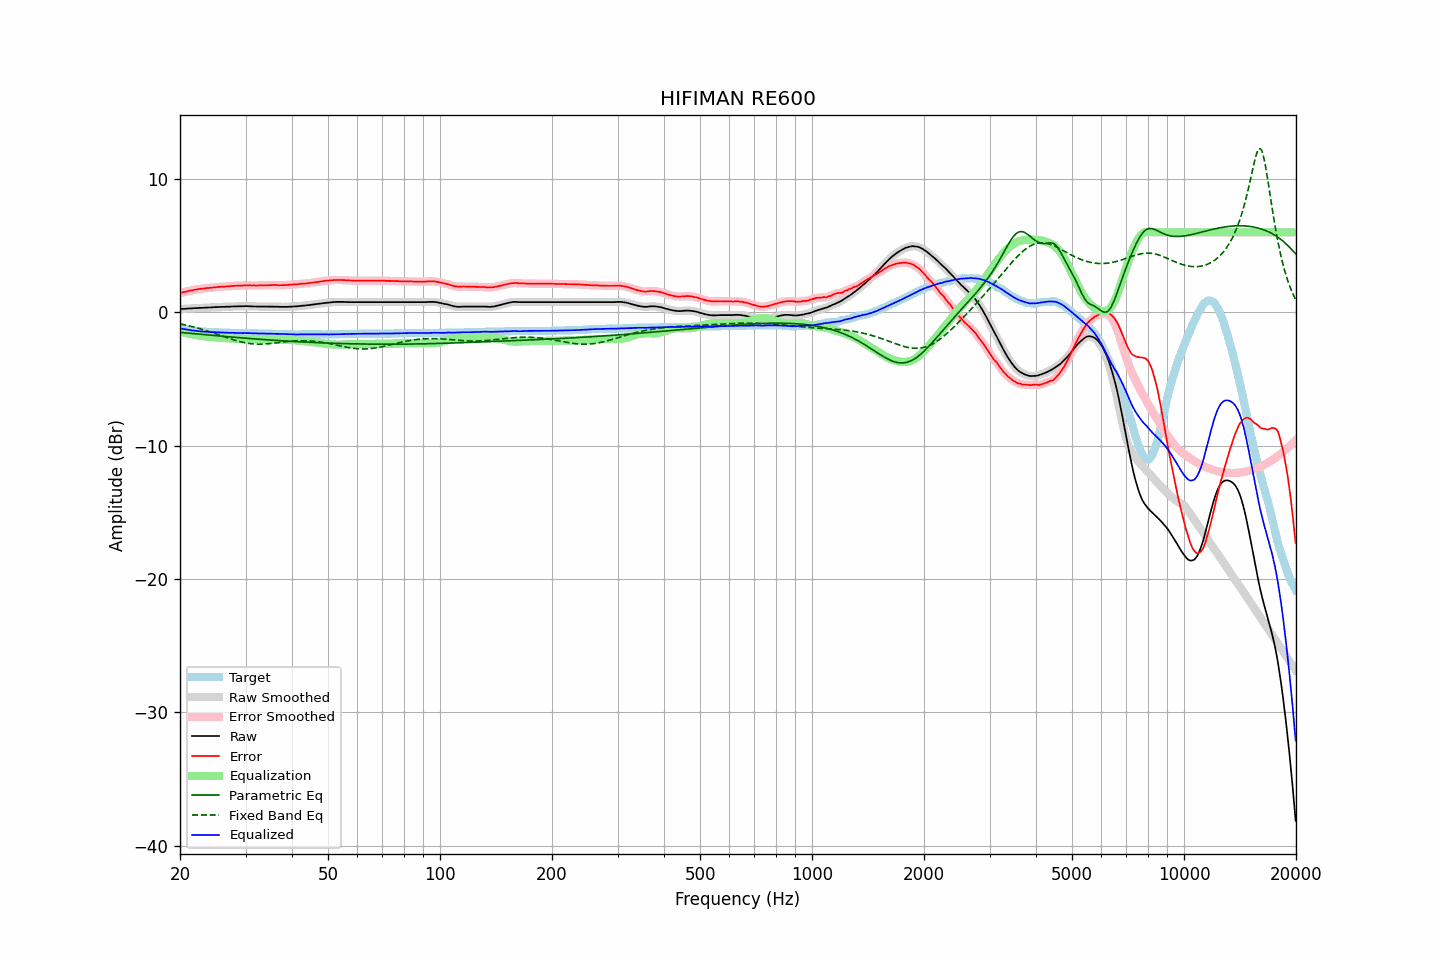 HIFIMAN RE600
Amplitude (dBr)
10
0
−10
−20
−30
−40
Target
Raw Smoothed
Error Smoothed
Raw
Error
Equalization
Parametric Eq
Fixed Band Eq
Equalized
20 50 100 200 500 1000 2000 5000 10000 20000
Frequency (Hz)